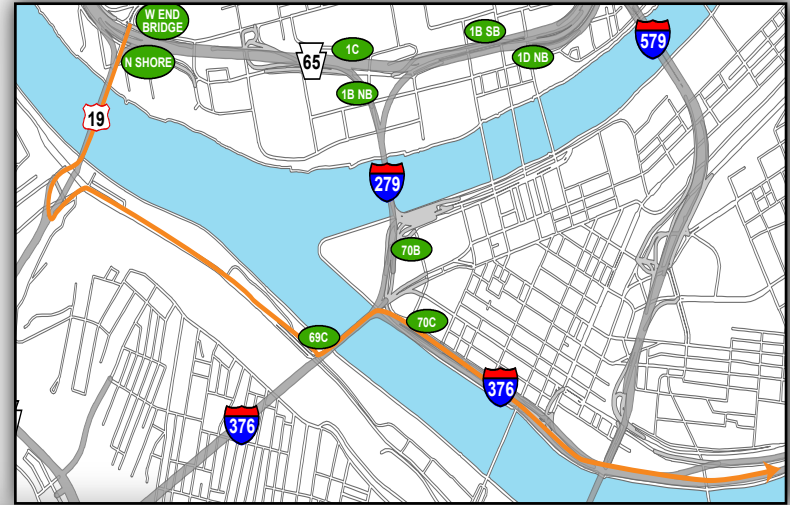 W END
BRIDGE
N SHORE
65
1C
1B SB
1D NB
579
1B NB
19
279
70B
69C
70C
376
376